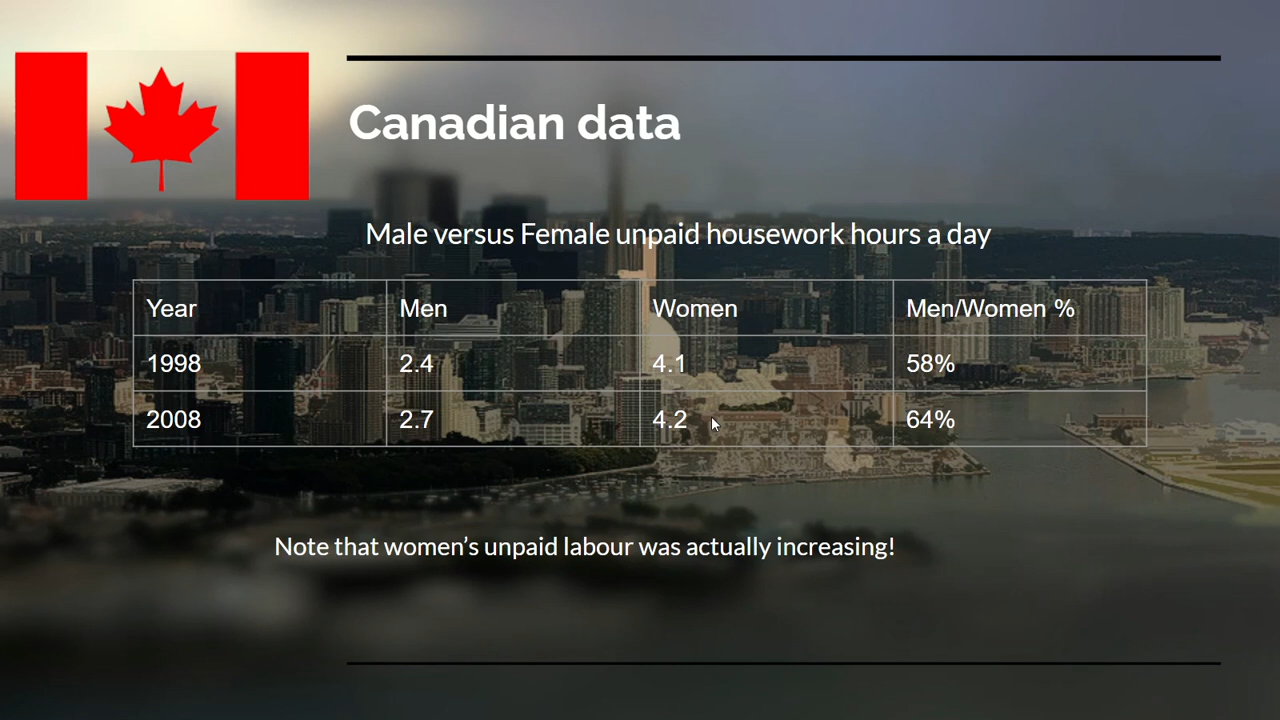 Canadian data
Male versus Female unpaid housework hours a day
Year Men Women Men/Women %
1998 2.4 4.1 58%
2008 2.7 4.2 64%
Note that women’s unpaid labour was actually increasing!